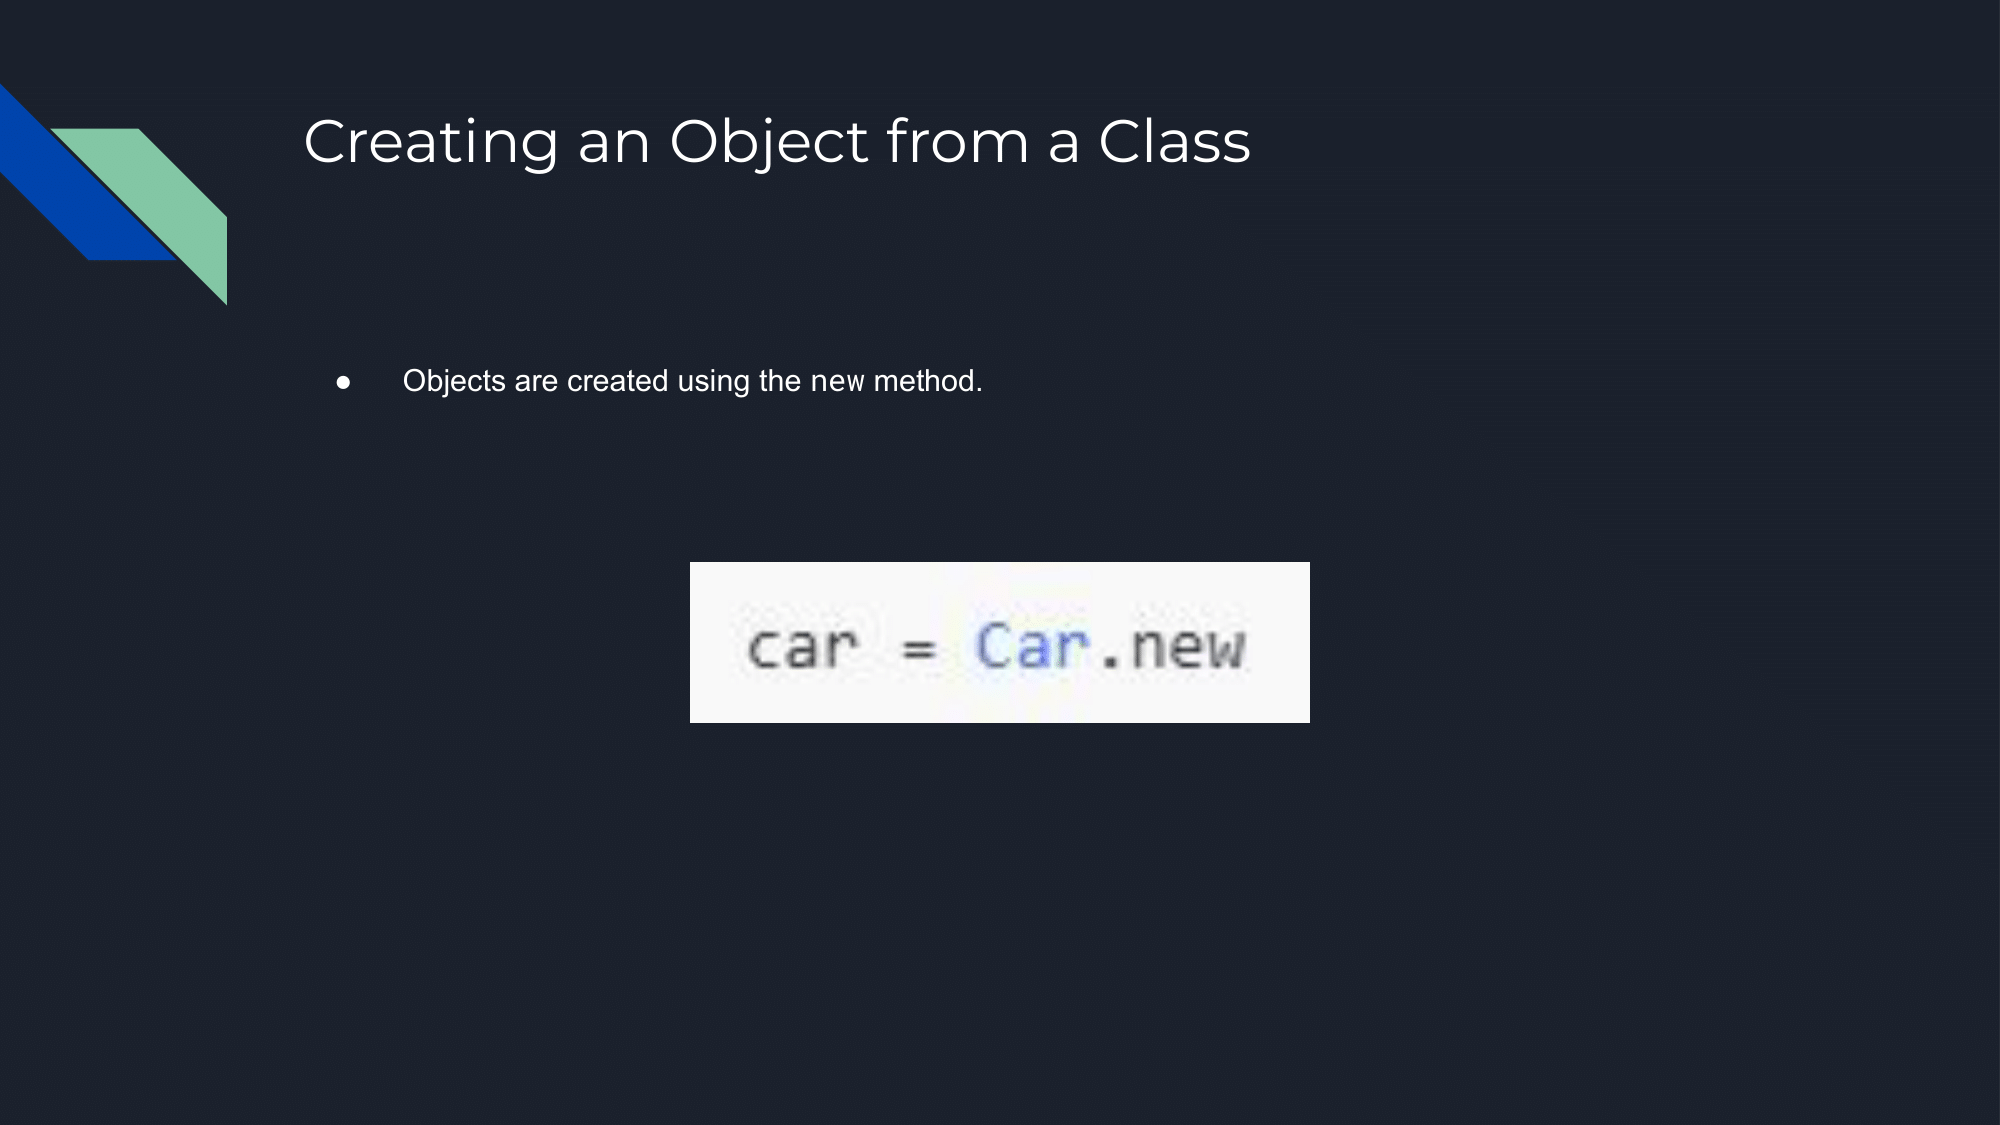 Creating an Object from a Class
● Objects are created using the new method.
car = Car.new